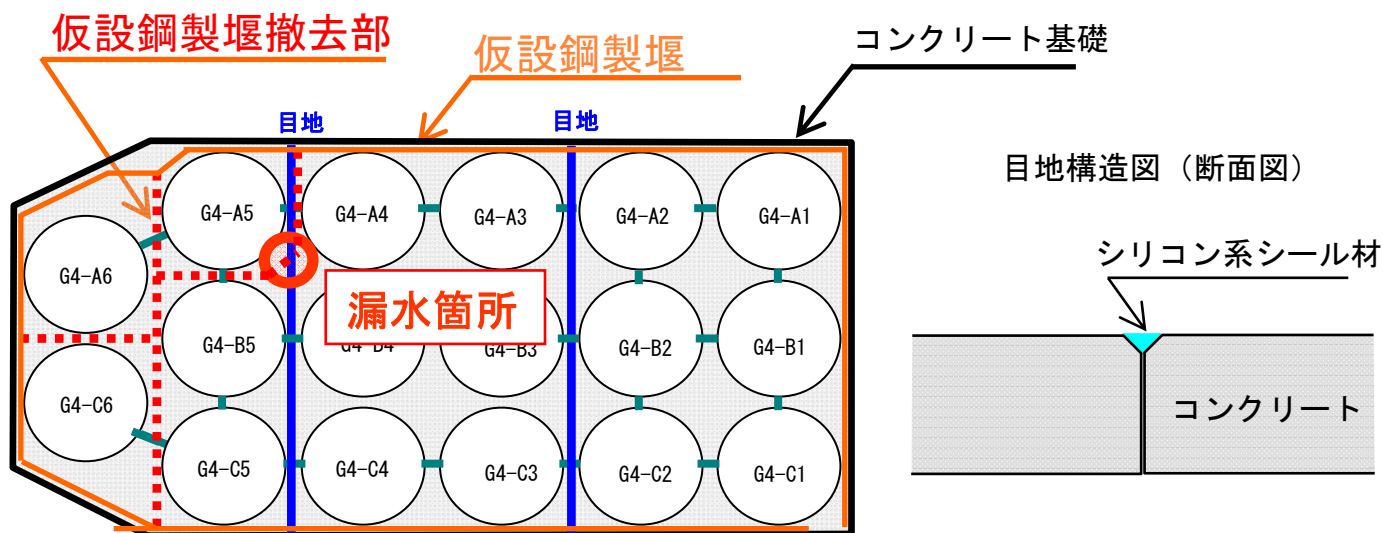 仮設鋼製堰撤去部
仮設鋼製堰
コンクリート基礎
目地
目地
目地構造図（断面図）
シリコン系シール材
コンクリート
漏水箇所
G4-A5
G4-A4
G4-A3
G4-A2
G4-A1
G4-A6
G4-B5
G4-B4
G4-B3
G4-B2
G4-B1
G4-C6
G4-C5
G4-C4
G4-C3
G4-C2
G4-C1